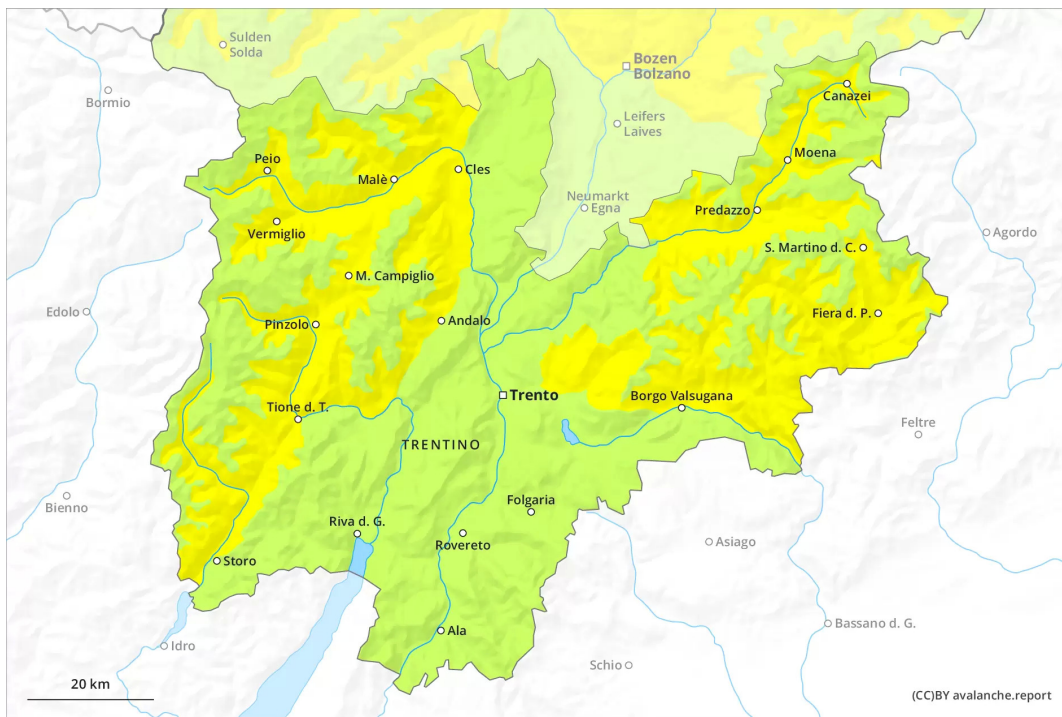 Sulden
Solda
Bozen
Bolzano
Bormio
Canazei
Leifers
Laives
Moena
Peio
Malè
Cles
Neumarkt
Egna
Predazzo
Vermiglio
Agordo
S. Martino d. C.
M. Campiglio
Edolo
Pinzolo
Andalo
Fiera d. P.
Trento
Borgo Valsugana
Tione d. T.
Feltre
TRENTINO
Bienno
Folgaria
Riva d. G.
Rovereto
Asiago
Storo
Bassano d. G.
Ala
Idro
Schio
20 km
(CC)BY avalanche.report